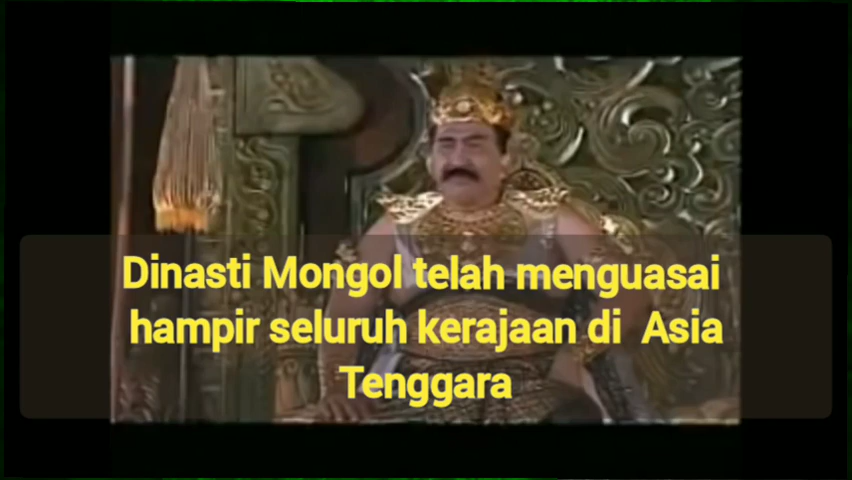 Dinasti Mongol telah menguasai
hampir seluruh kerajaan di Asia
Tenggara